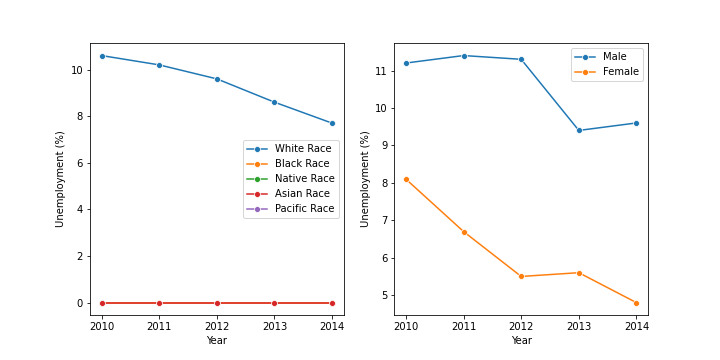 Unemployment (%)
10
8
6
4
2
0
White Race
Black Race
Native Race
Asian Race
Pacific Race
2010 2011 2012 2013 2014
Year
Unemployment (%)
11
10
9
8
7
6
5
Male
Female
2010 2011 2012 2013 2014
Year